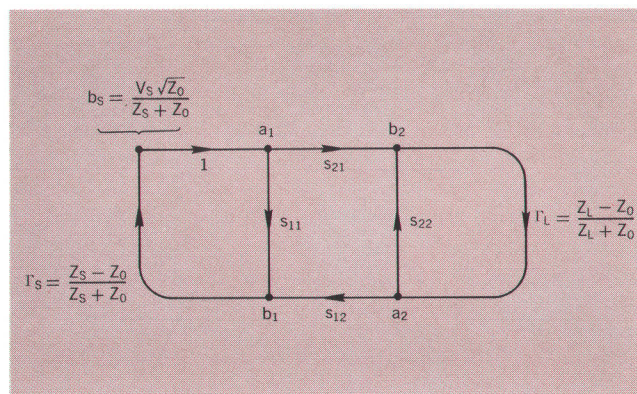 b_S = V_S √Z_0 / Z_S + Z_0
a_1
b_2
1
s_21
s_11
s_22
Γ_L = Z_L − Z_0 / Z_L + Z_0
Γ_S = Z_S − Z_0 / Z_S + Z_0
b_1
s_12
a_2